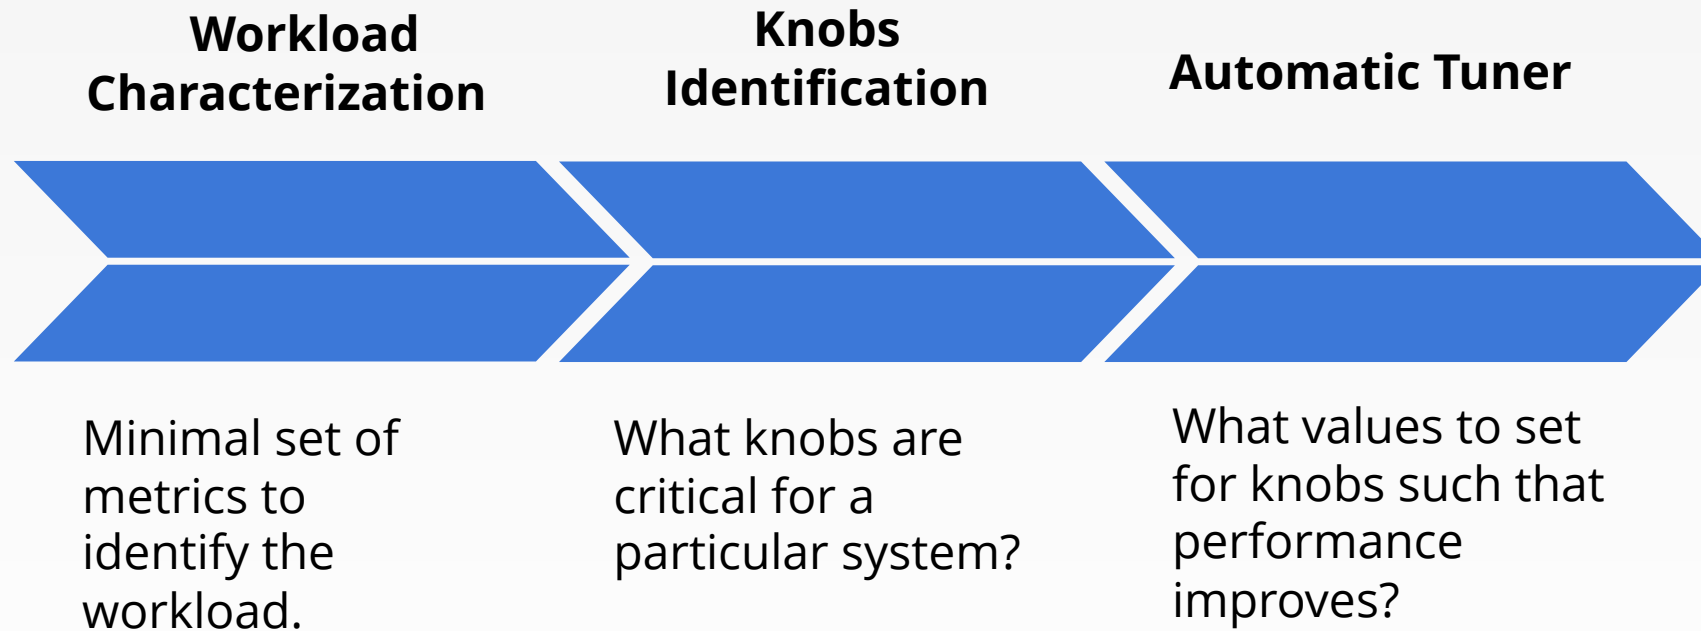 Workload
Characterization
Knobs
Identification
Automatic Tuner
Minimal set of
metrics to
identify the
workload.
What knobs are
critical for a
particular system?
What values to set
for knobs such that
performance
improves?